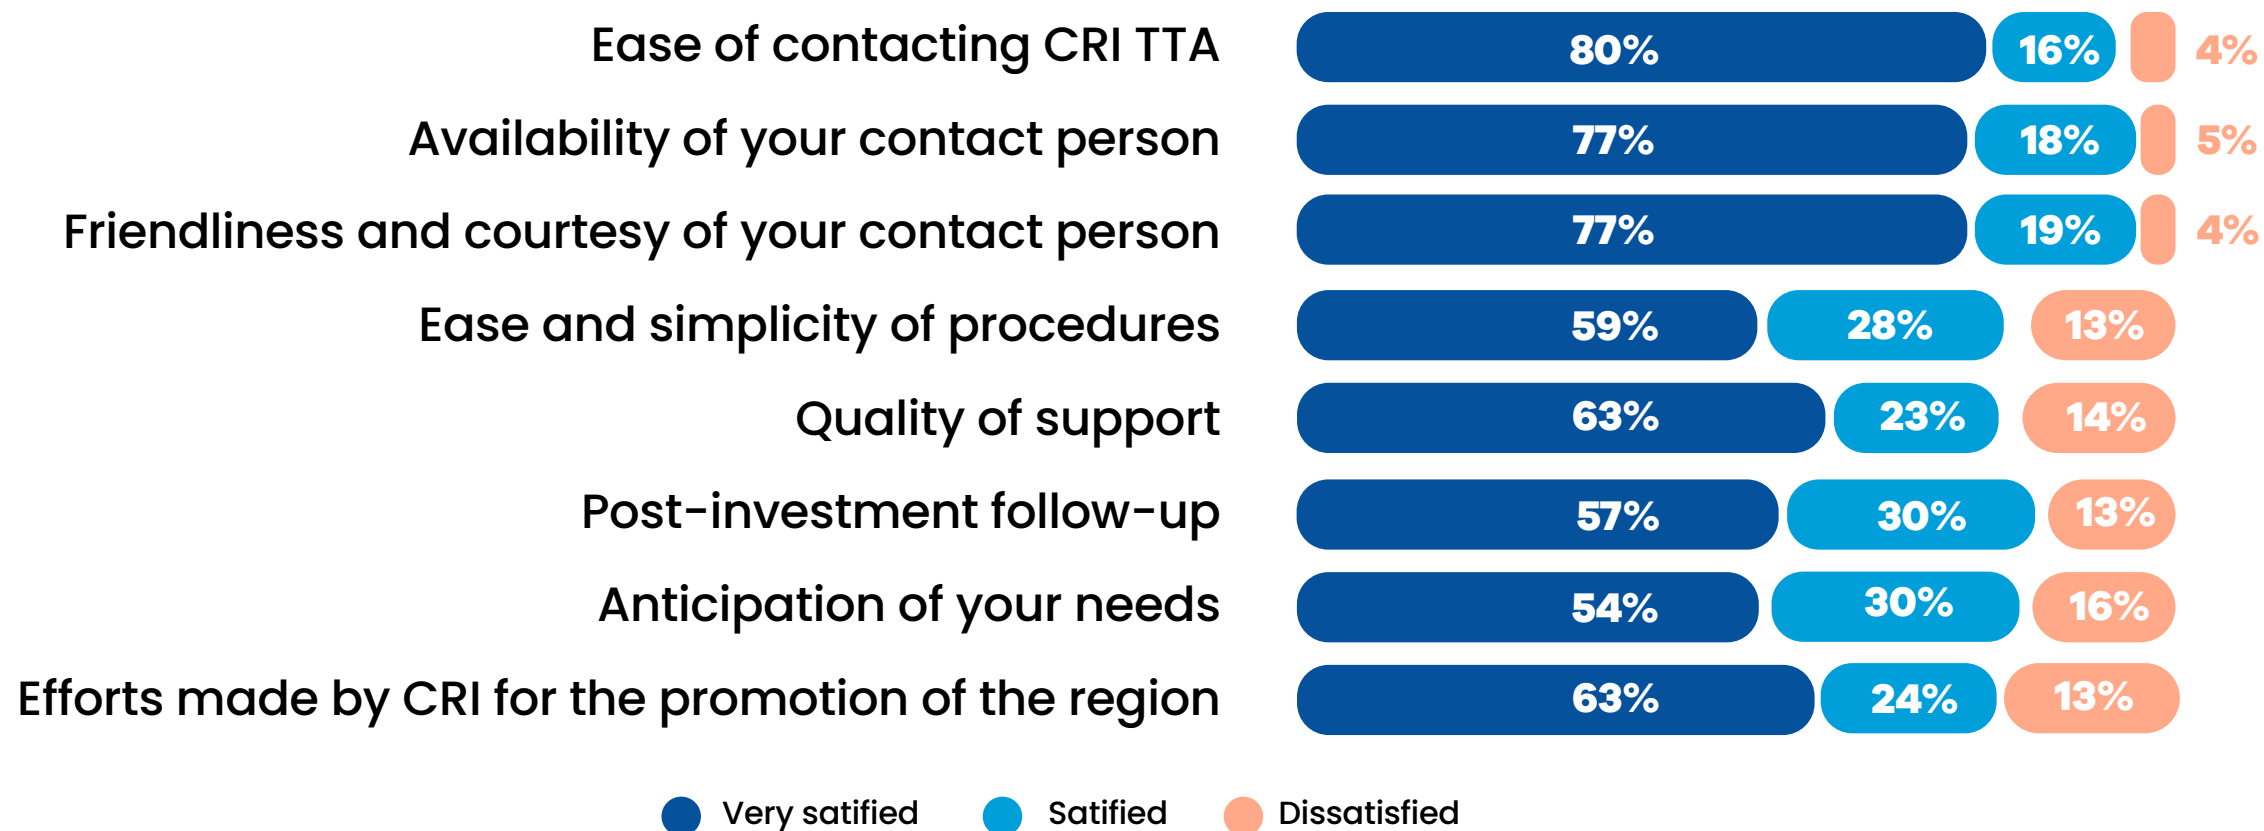 Ease of contacting CRI TTA 80% 16% 4%
Availability of your contact person 77% 18% 5%
Friendliness and courtesy of your contact person 77% 19% 4%
Ease and simplicity of procedures 59% 28% 13%
Quality of support 63% 23% 14%
Post-investment follow-up 57% 30% 13%
Anticipation of your needs 54% 30% 16%
Efforts made by CRI for the promotion of the region 63% 24% 13%
Very satified Satified Dissatisfied